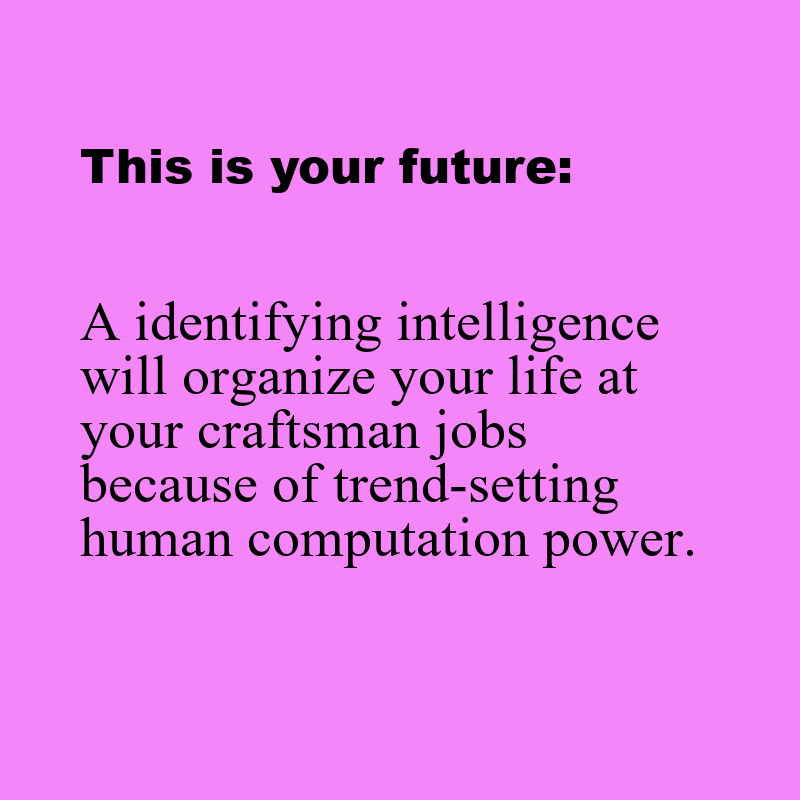 This is your future:
A identifying intelligence
will organize your life at
your craftsman jobs
because of trend-setting
human computation power.